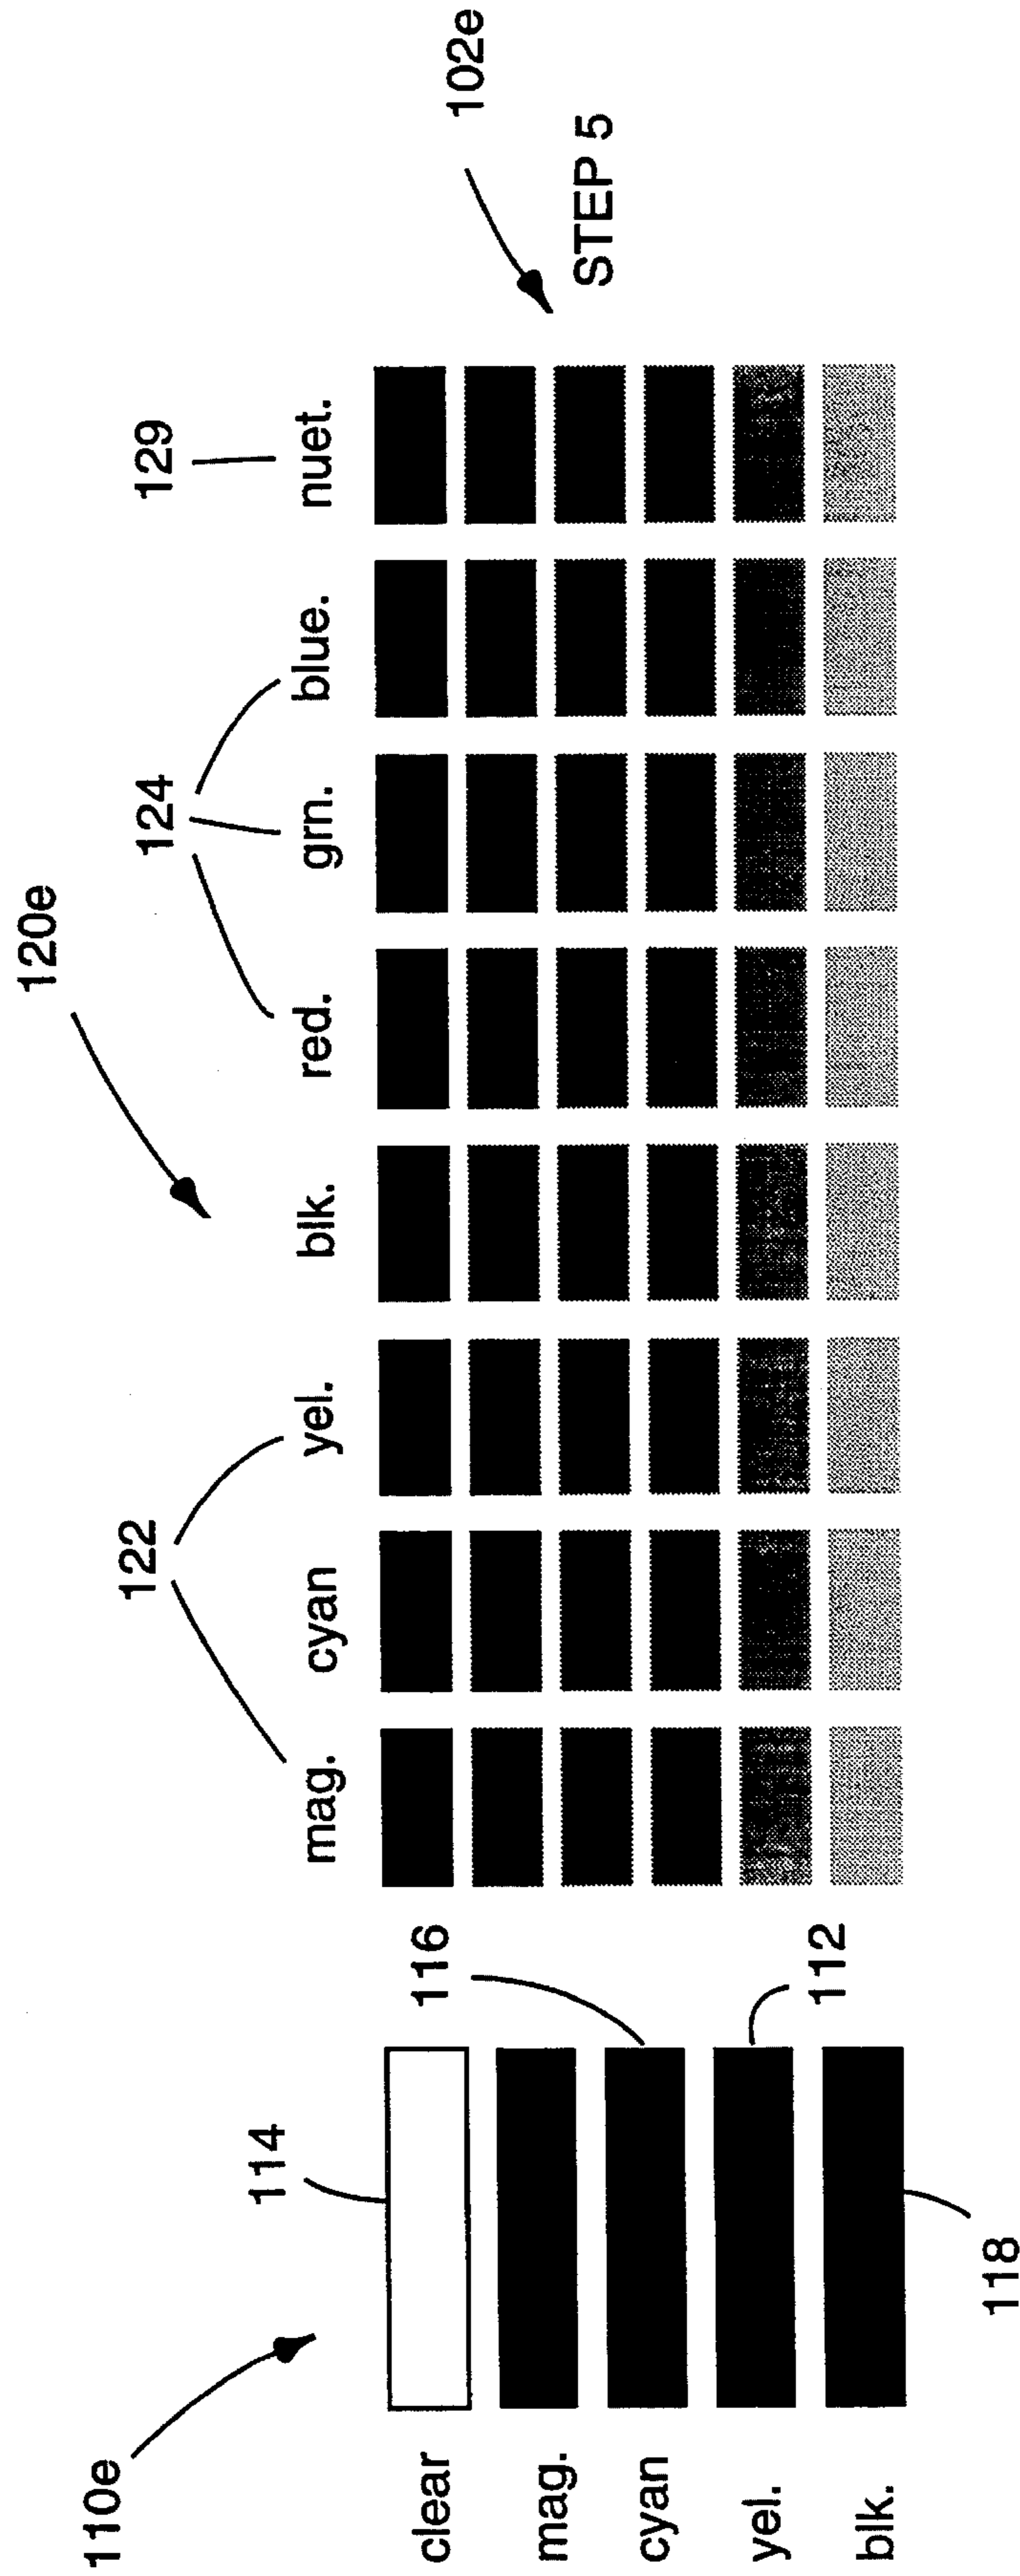 120e
122
124
129
mag.
cyan
yel.
blk.
red.
grn.
blue.
nuet.
102e
STEP 5
110e
114
116
112
118
clear
mag.
cyan
yel.
blk.